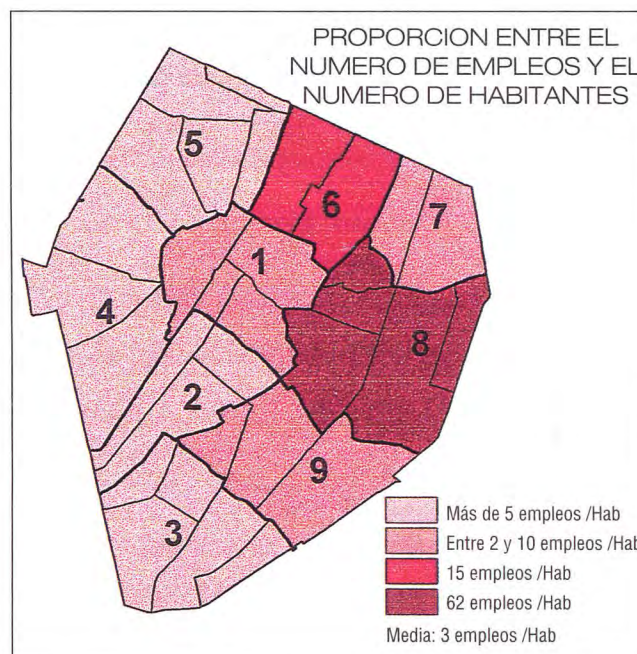 PROPORCION ENTRE EL
NUMERO DE EMPLEOS Y EL
NUMERO DE HABITANTES
5
6
7
1
4
8
2
9
3
Más de 5 empleos /Hab
Entre 2 y 10 empleos /Hab
15 empleos /Hab
62 empleos /Hab
Media: 3 empleos /Hab